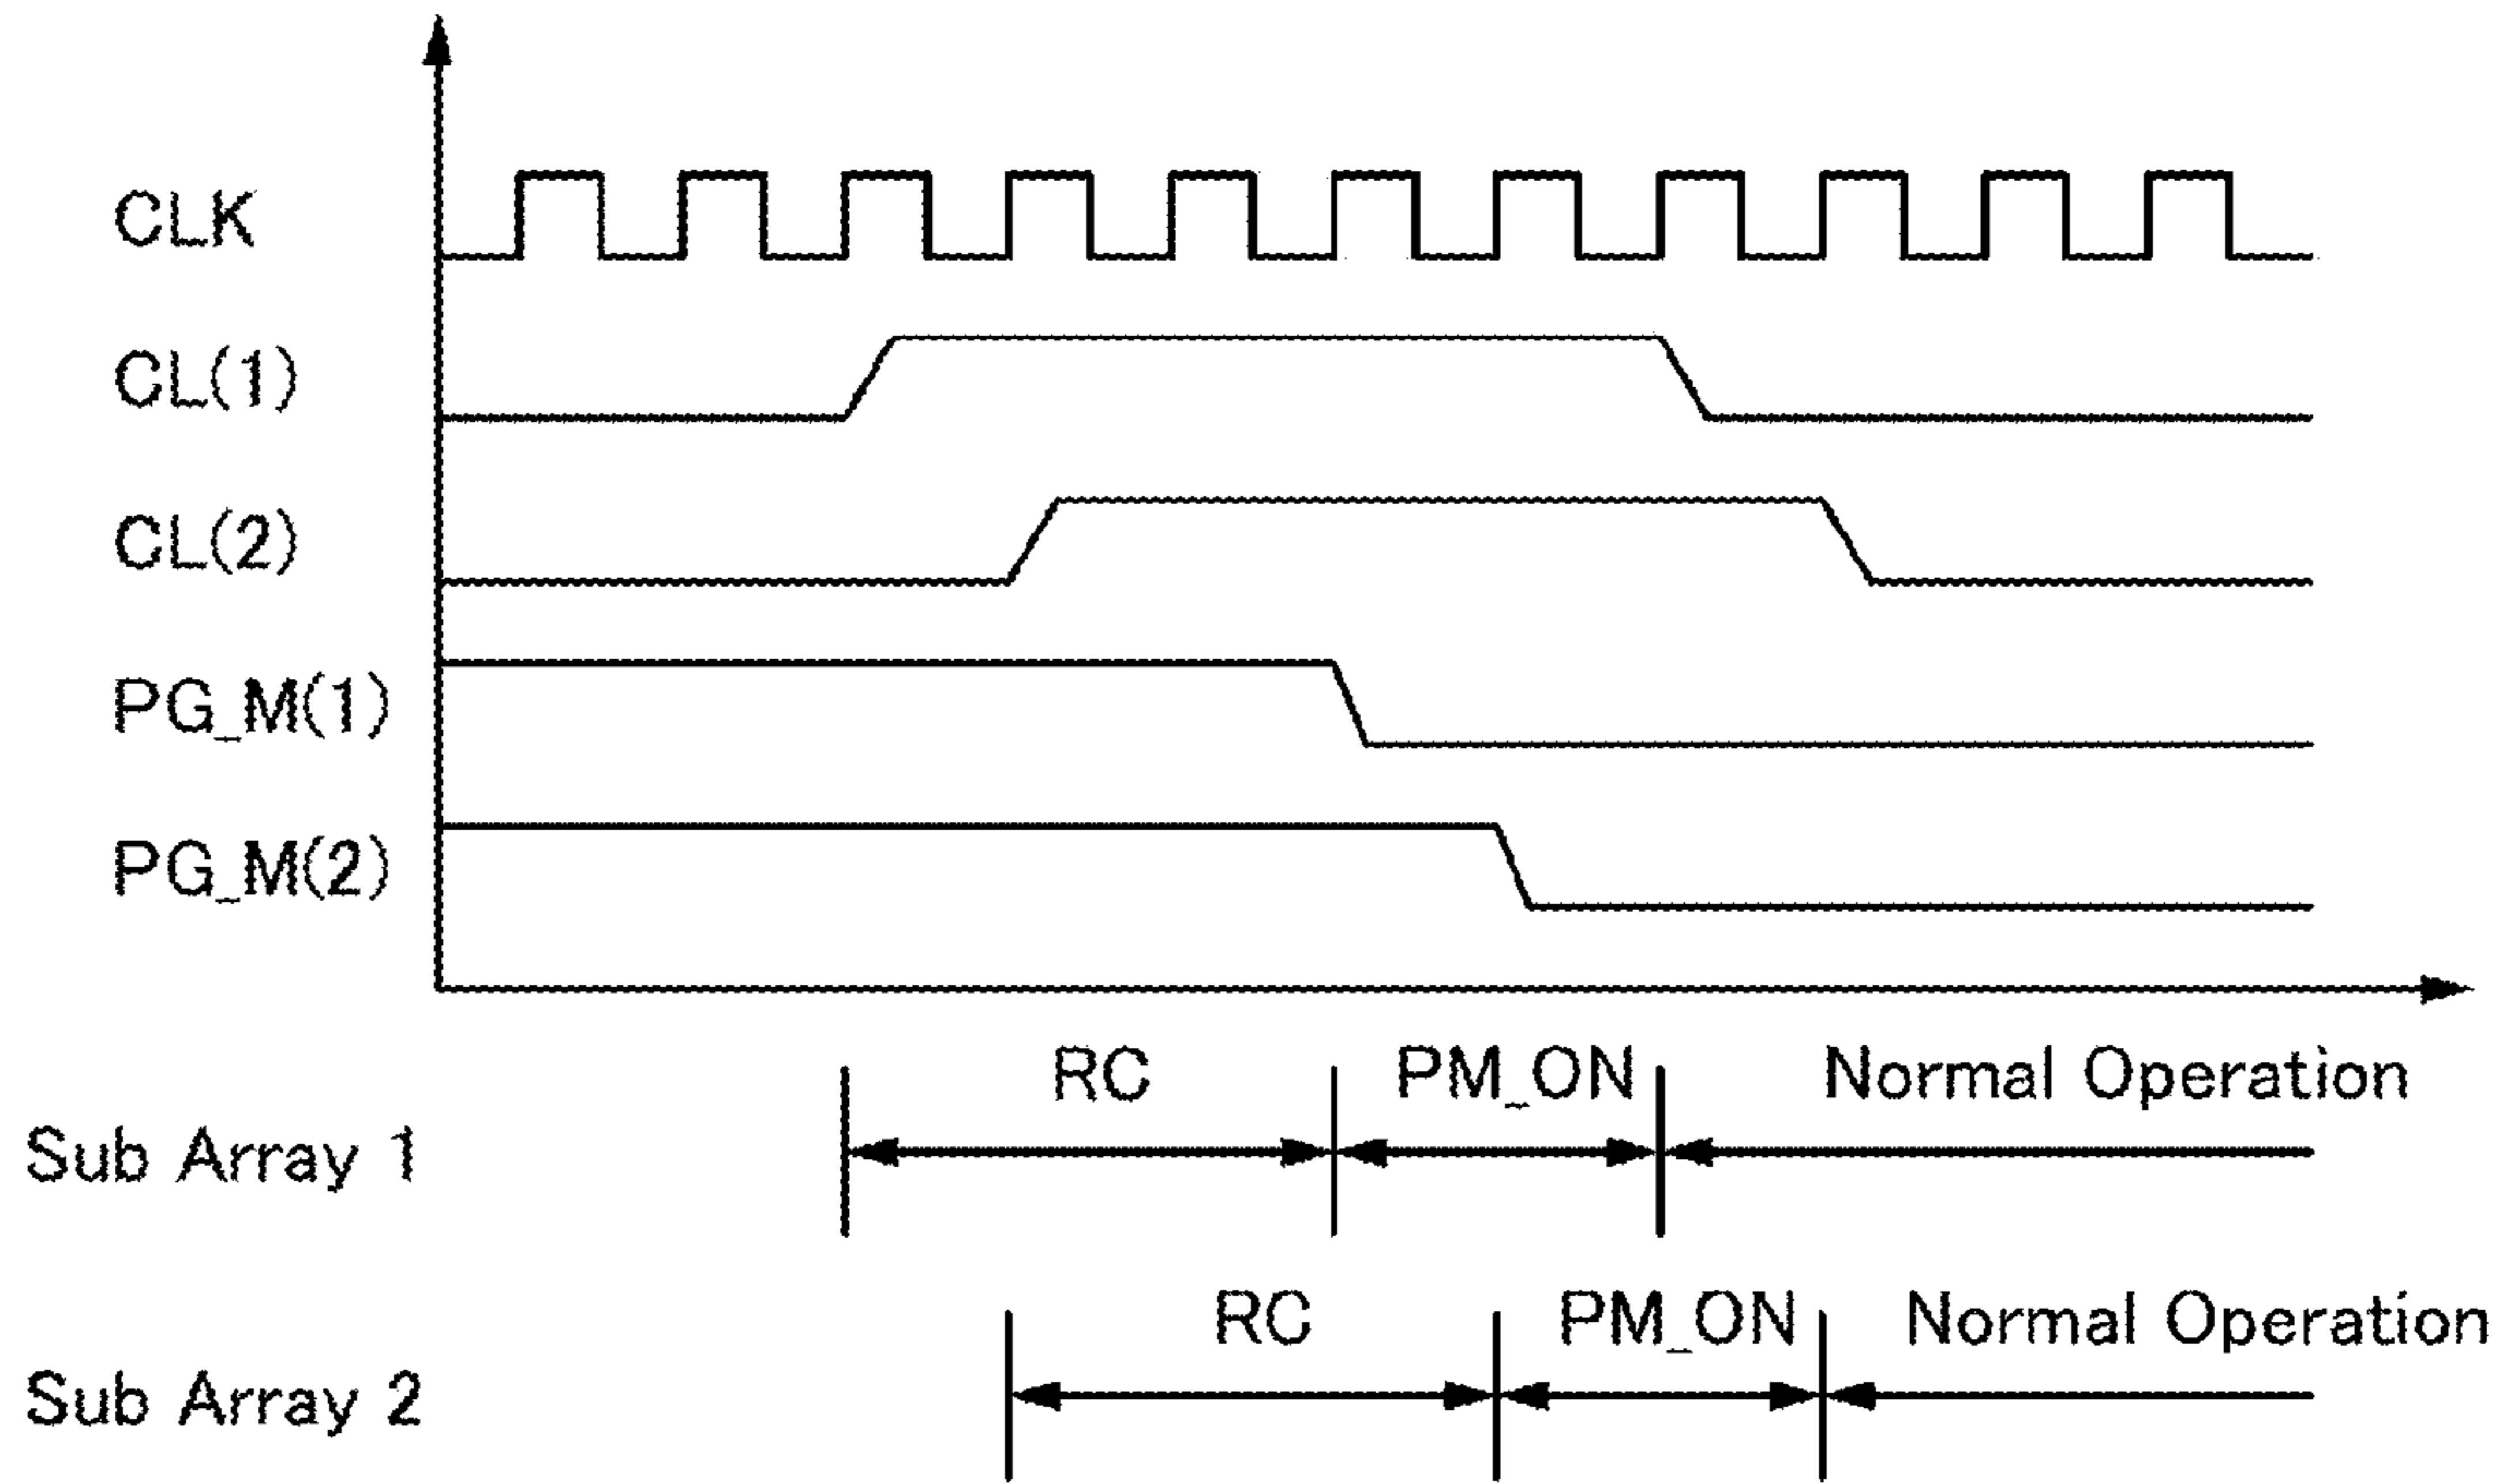 CLK
CL(1)
CL(2)
PG_M(1)
PG_M(2)
RC PM_ON Normal Operation
Sub Array 1
RC PM_ON Normal Operation
Sub Array 2